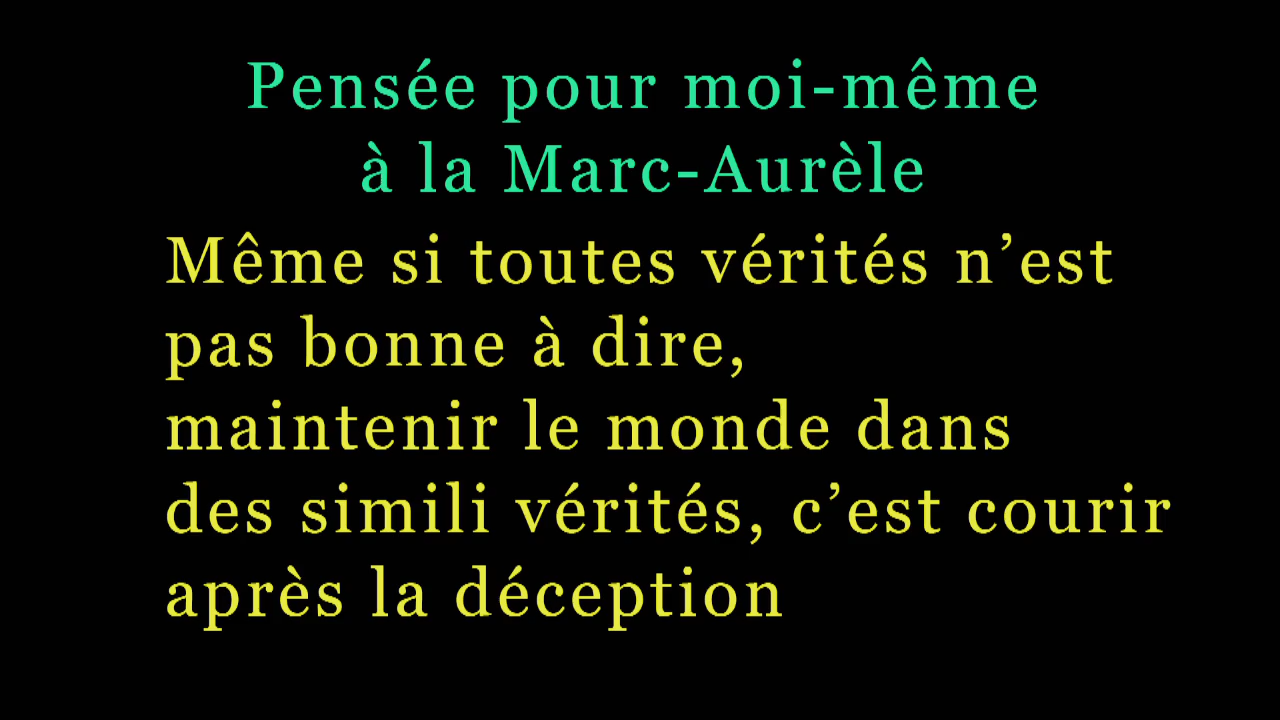 Pensée pour moi-même
à la Marc-Aurèle
Même si toutes vérités n’est
pas bonne à dire,
maintenir le monde dans
des simili vérités, c’est courir
après la déception